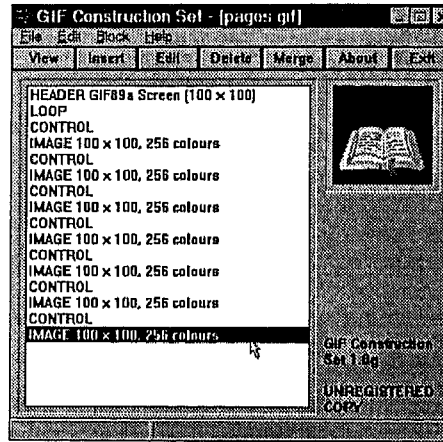 GIF Construction Set - [pages.gif]
File Edit Block Help
View Insert Edit Delete Merge About Exit
HEADER GIF89a Screen (100 x 100)
LOOP
CONTROL
IMAGE 100 x 100, 256 colours
CONTROL
IMAGE 100 x 100, 256 colours
CONTROL
IMAGE 100 x 100, 256 colours
CONTROL
IMAGE 100 x 100, 256 colours
CONTROL
IMAGE 100 x 100, 256 colours
CONTROL
IMAGE 100 x 100, 256 colours
CONTROL
IMAGE 100 x 100, 256 colours
GIF Construction
Set 1.0g
UNREGISTERED
COPY